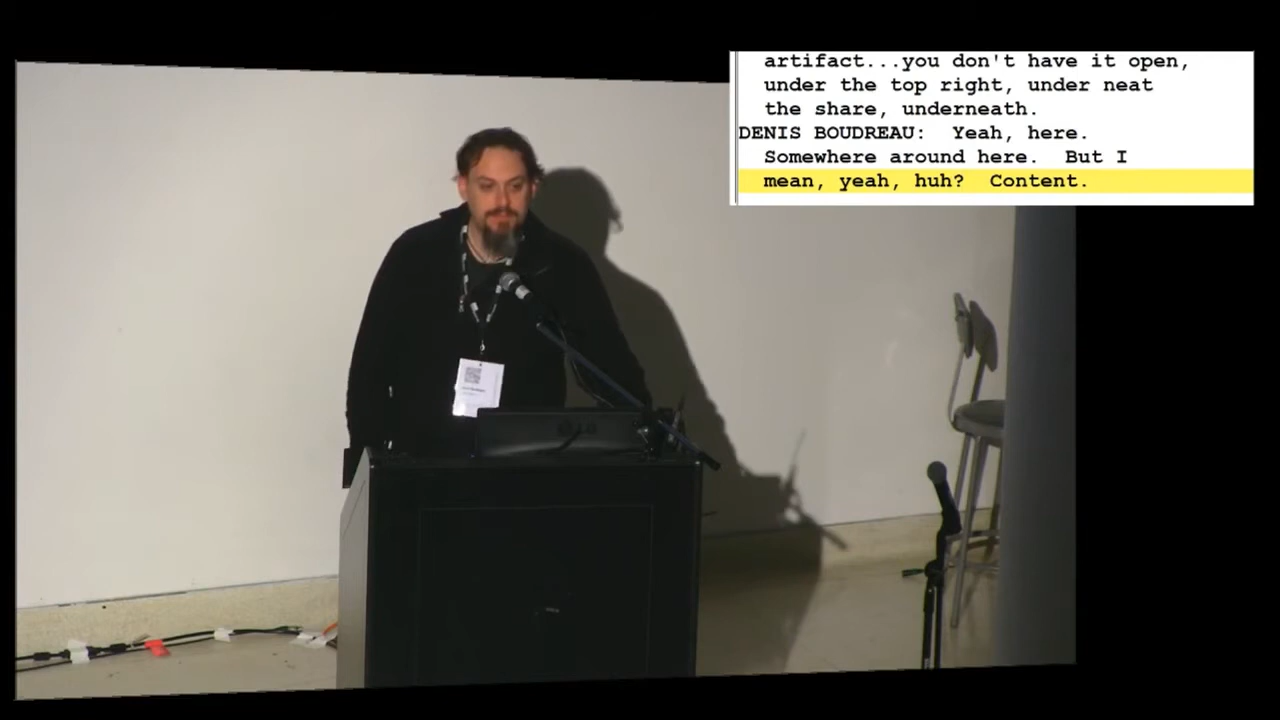 artifact...you don't have it open,
under the top right, under neat
the share, underneath.
DENIS BOUDREAU:  Yeah, here.
Somewhere around here.  But I
mean, yeah, huh?  Content.